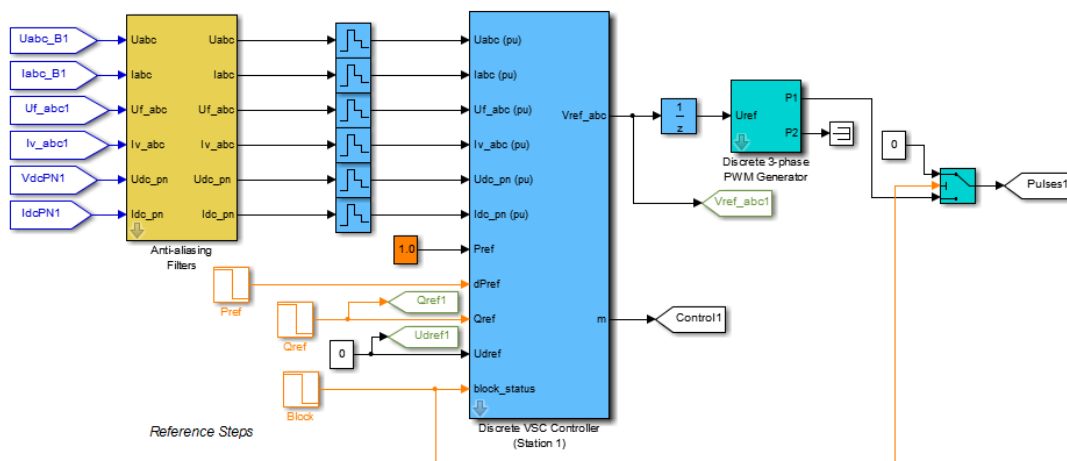 Uabc_B1
Iabc_B1
Uf_abc1
Iv_abc1
VdcPN1
IdcPN1
Uabc
Iabc
Uf_abc
Iv_abc
Udc_pn
Idc_pn
Uabc
Iabc
Uf_abc
Iv_abc
Udc_pn
Idc_pn
Anti-aliasing
Filters
Uabc (pu)
Iabc (pu)
Uf_abc (pu)
Iv_abc (pu)
Udc_pn (pu)
Idc_pn (pu)
Pref
dPref
Qref
Udref
block_status
Vref_abc
m
Discrete VSC Controller
(Station 1)
1.0
Pref
Qref
Qref1
Udref1
0
Block
Reference Steps
1
z
Uref
P1
P2
Discrete 3-phase
PWM Generator
Vref_abc1
Control1
0
Pulses1